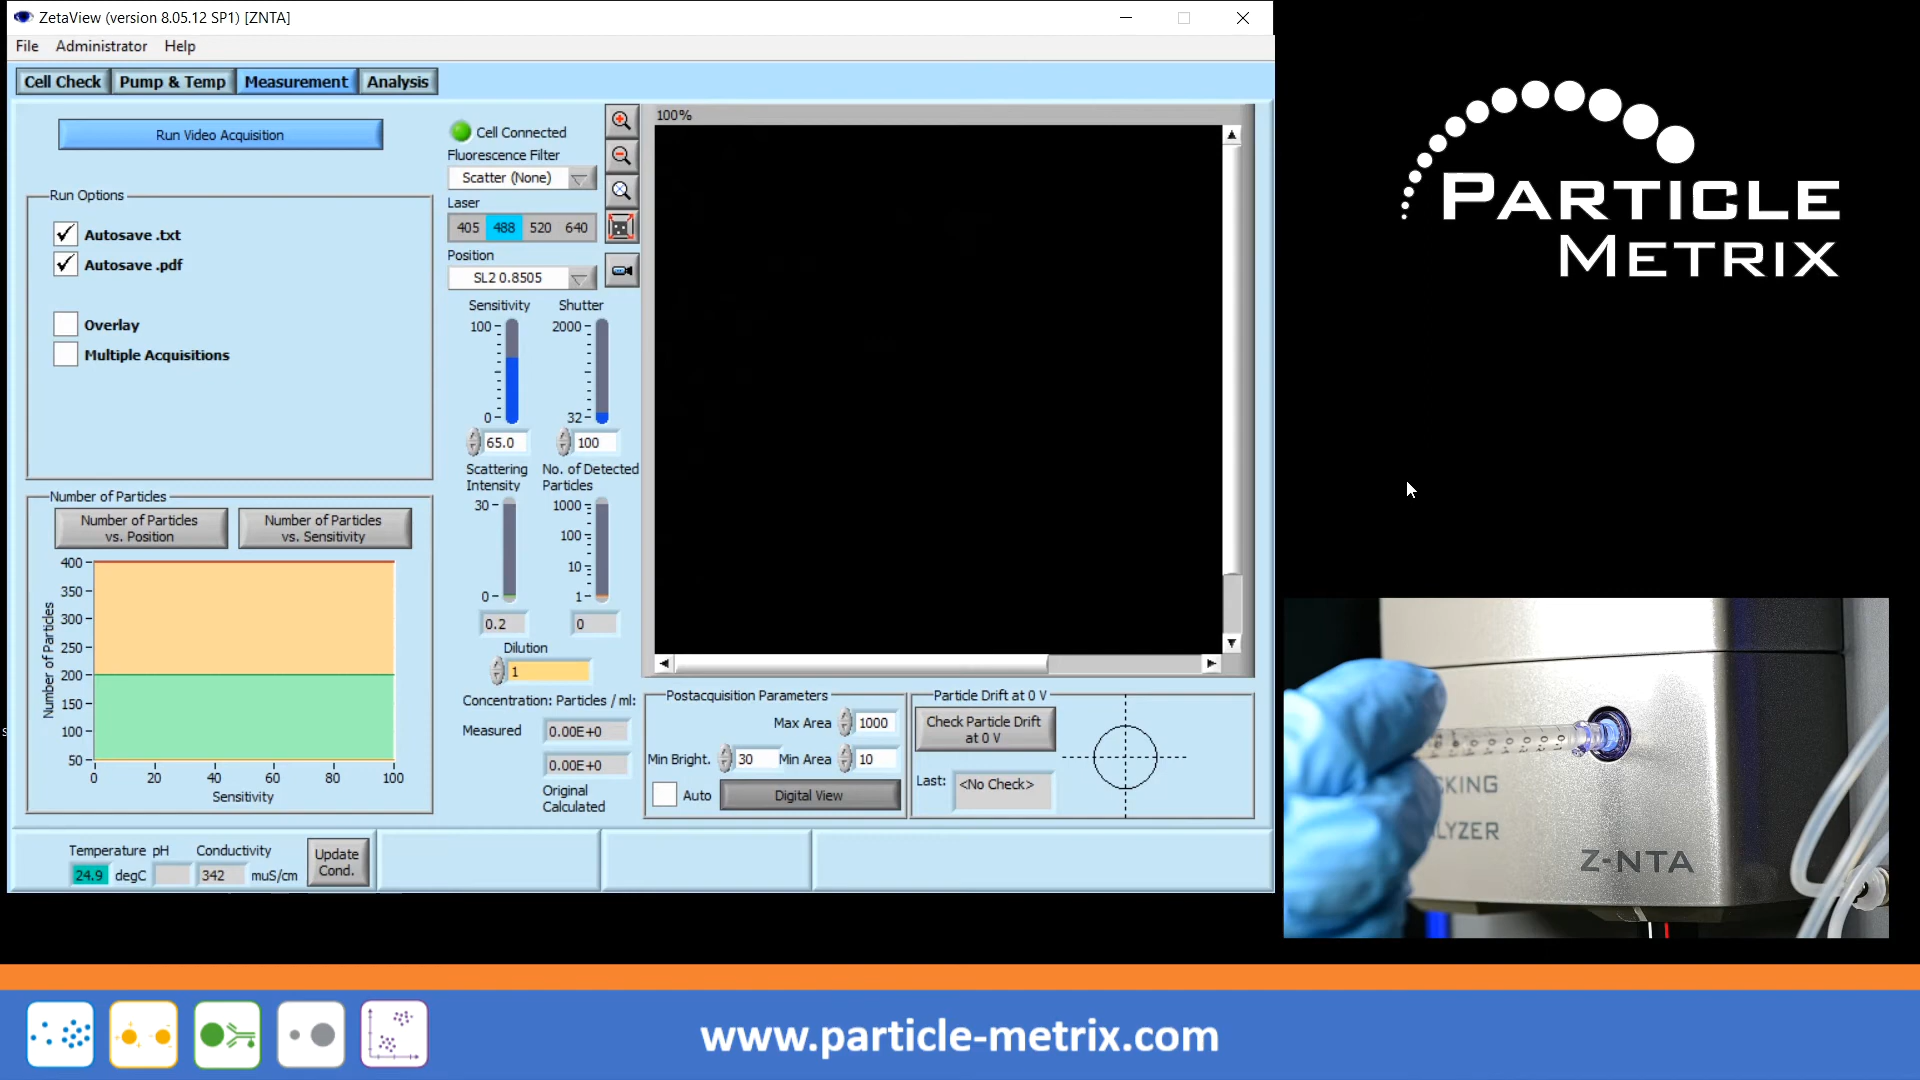 ZetaView (version 8.05.12 SP1) [ZNTA]
File Administrator Help
Cell Check Pump & Temp Measurement Analysis
Run Video Acquisition
Run Options
Autosave .txt
Autosave .pdf
Overlay
Multiple Acquisitions
Number of Particles
Number of Particles
vs. Position
Number of Particles
vs. Sensitivity
Number of Particles
400
350
300
250
200
150
100
50
0 20 40 60 80 100
Sensitivity
Cell Connected
Fluorescence Filter
Scatter (None)
Laser
405 488 520 640
Position
SL2 0.8505
Sensitivity Shutter
100 2000
0 32
65.0 100
Scattering
Intensity
No. of Detected
Particles
30
0
1000
100
10
1
0.2 0
Dilution
1
Concentration: Particles / ml:
Measured 0.00E+0
0.00E+0
Original
Calculated
100%
Postacquisition Parameters
Max Area 1000
Min Bright. 30 Min Area 10
Auto Digital View
Particle Drift at 0 V
Check Particle Drift
at 0 V
Last: <No Check>
Temperature pH Conductivity
24.9 degC 342 muS/cm
Update
Cond.
PARTICLE
METRIX
KING
LYZER
Z-NTA
www.particle-metrix.com